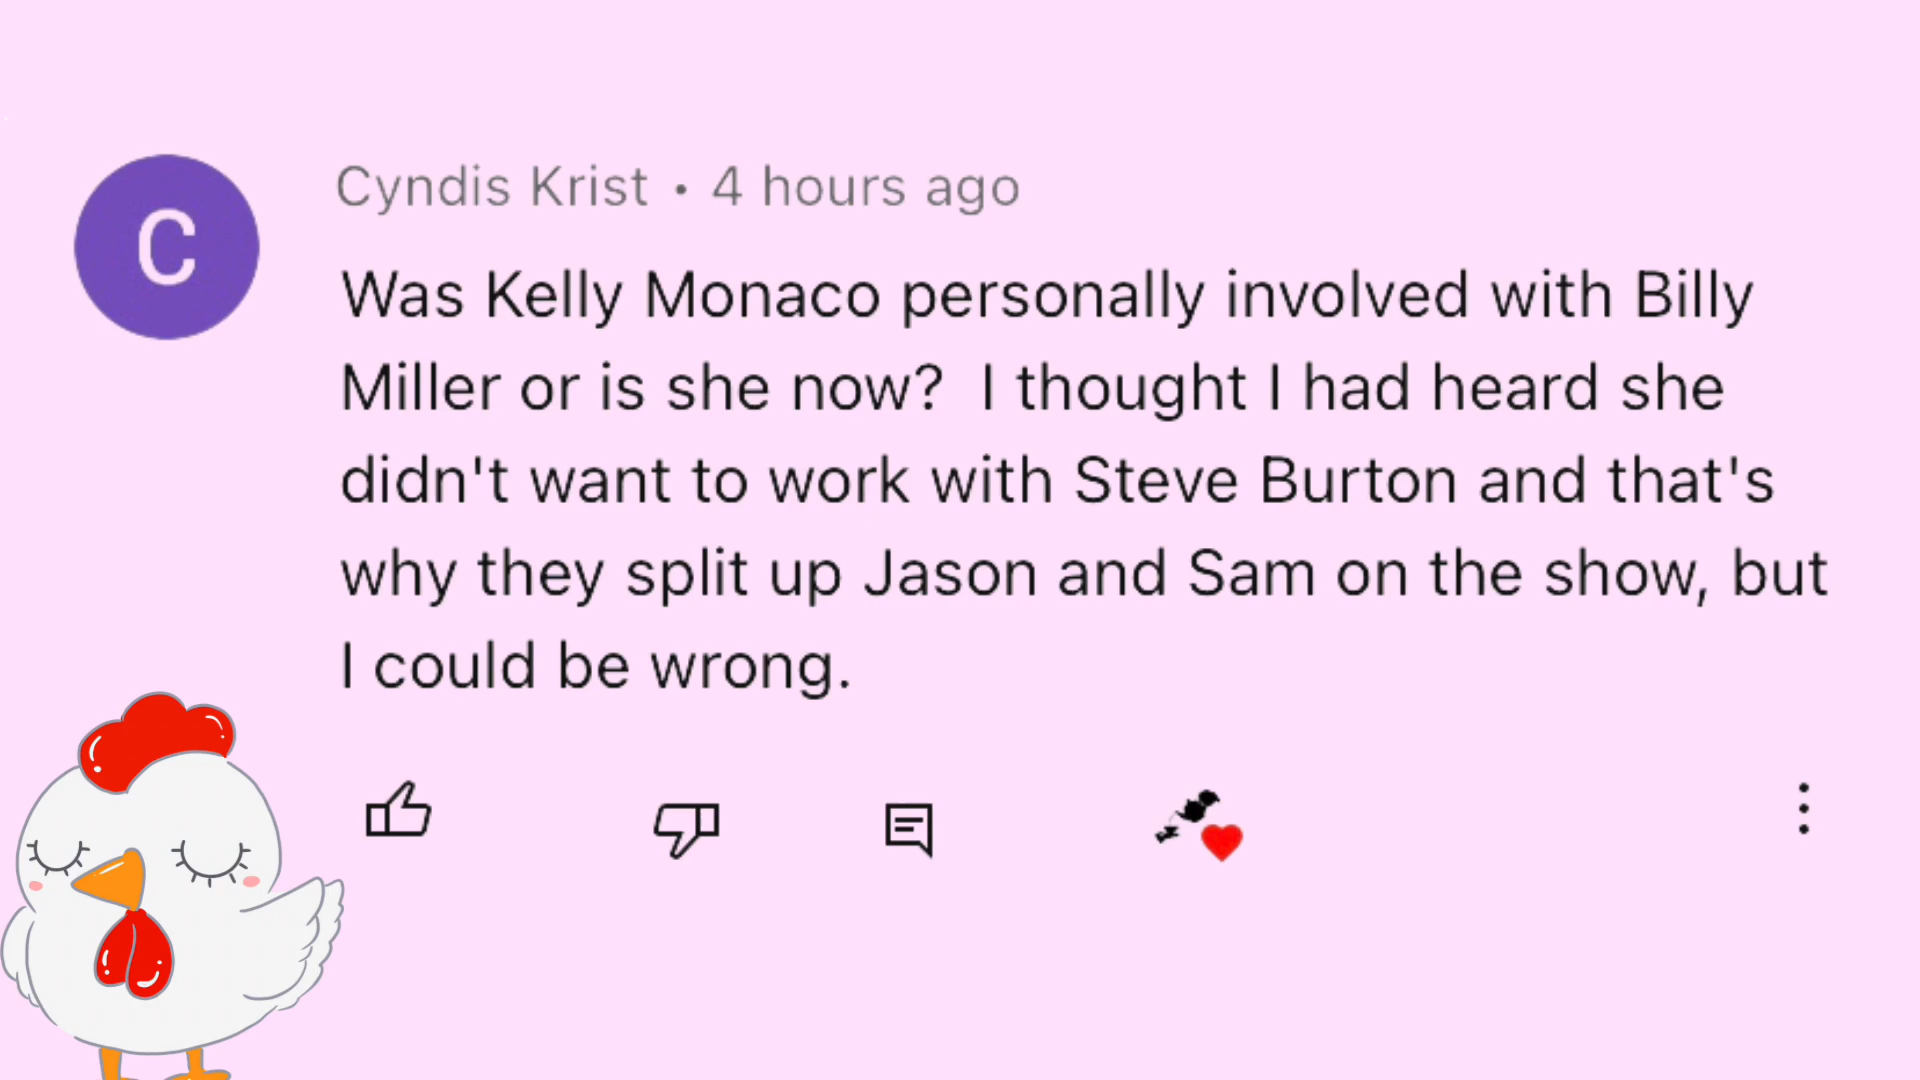 C
Cyndis Krist • 4 hours ago
Was Kelly Monaco personally involved with Billy
Miller or is she now?  I thought I had heard she
didn't want to work with Steve Burton and that's
why they split up Jason and Sam on the show, but
I could be wrong.